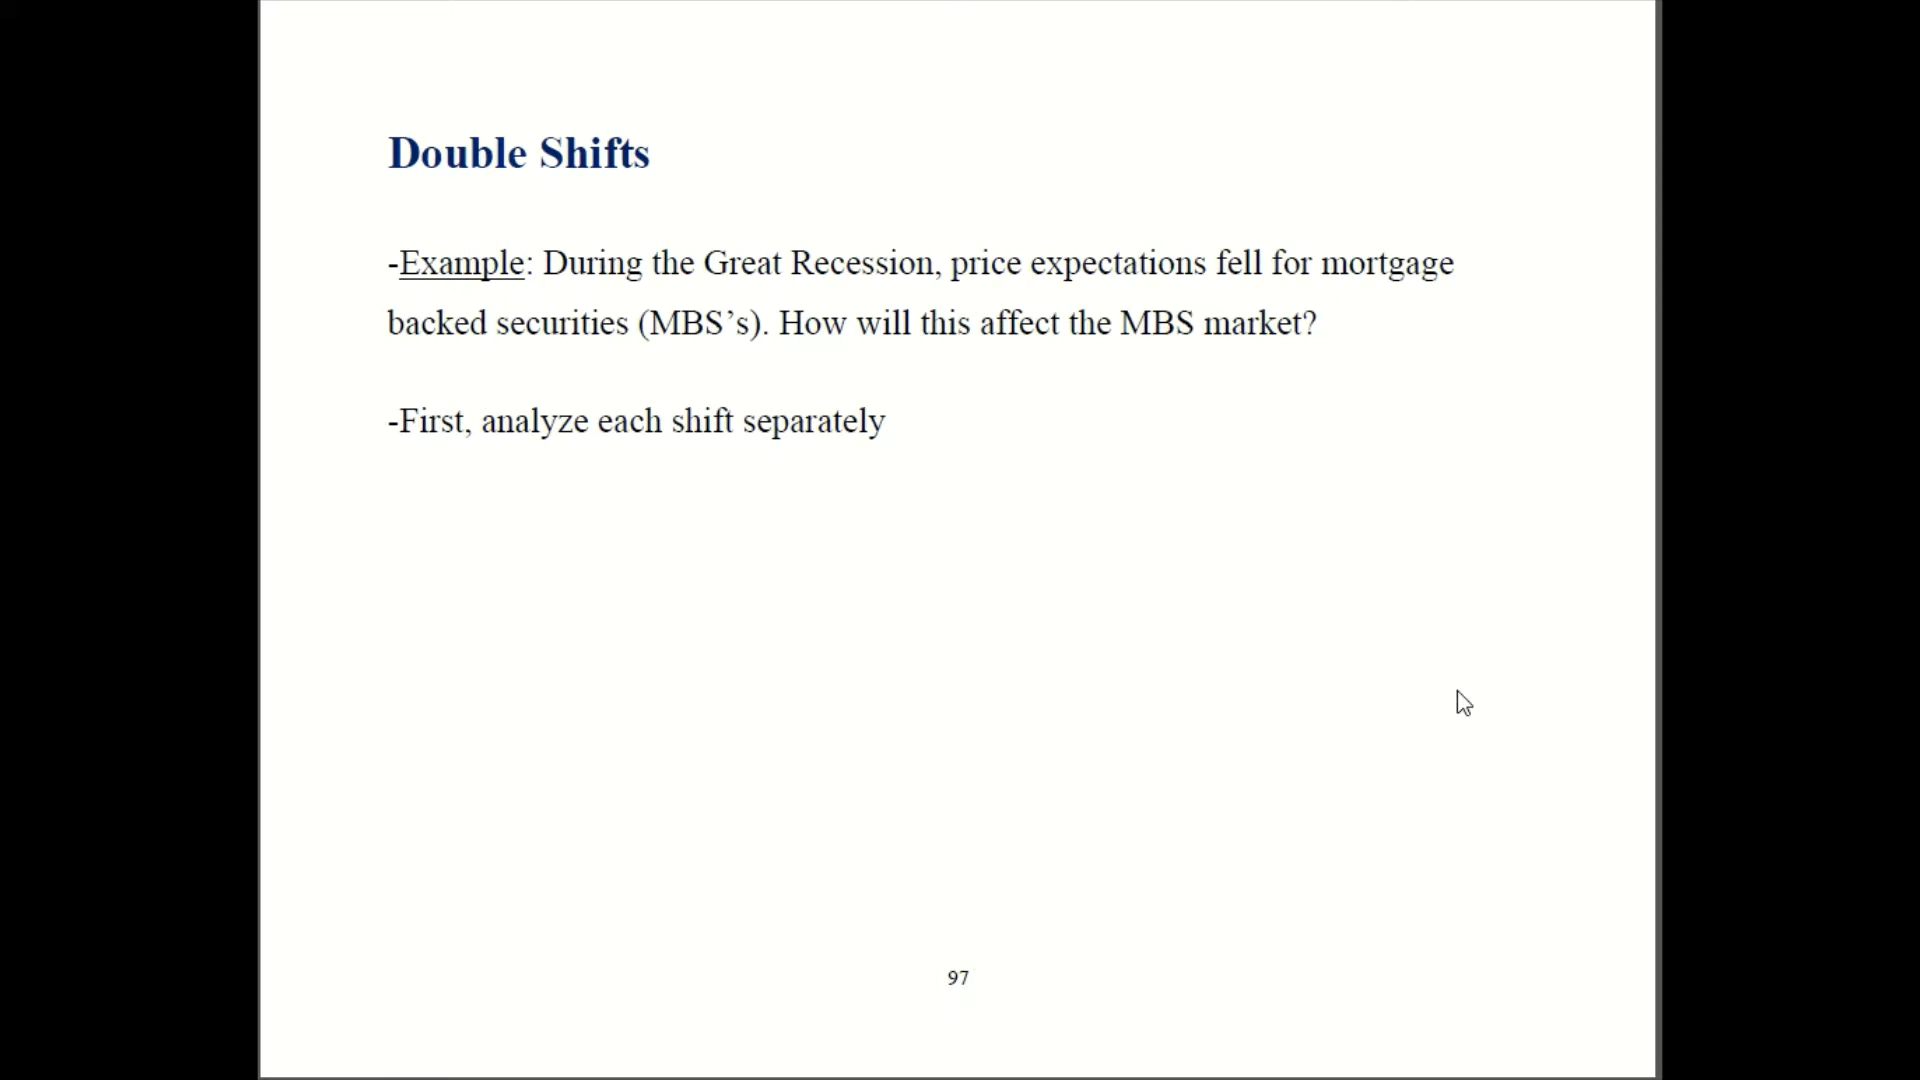 Double Shifts
-Example: During the Great Recession, price expectations fell for mortgage
backed securities (MBS’s). How will this affect the MBS market?
-First, analyze each shift separately
97